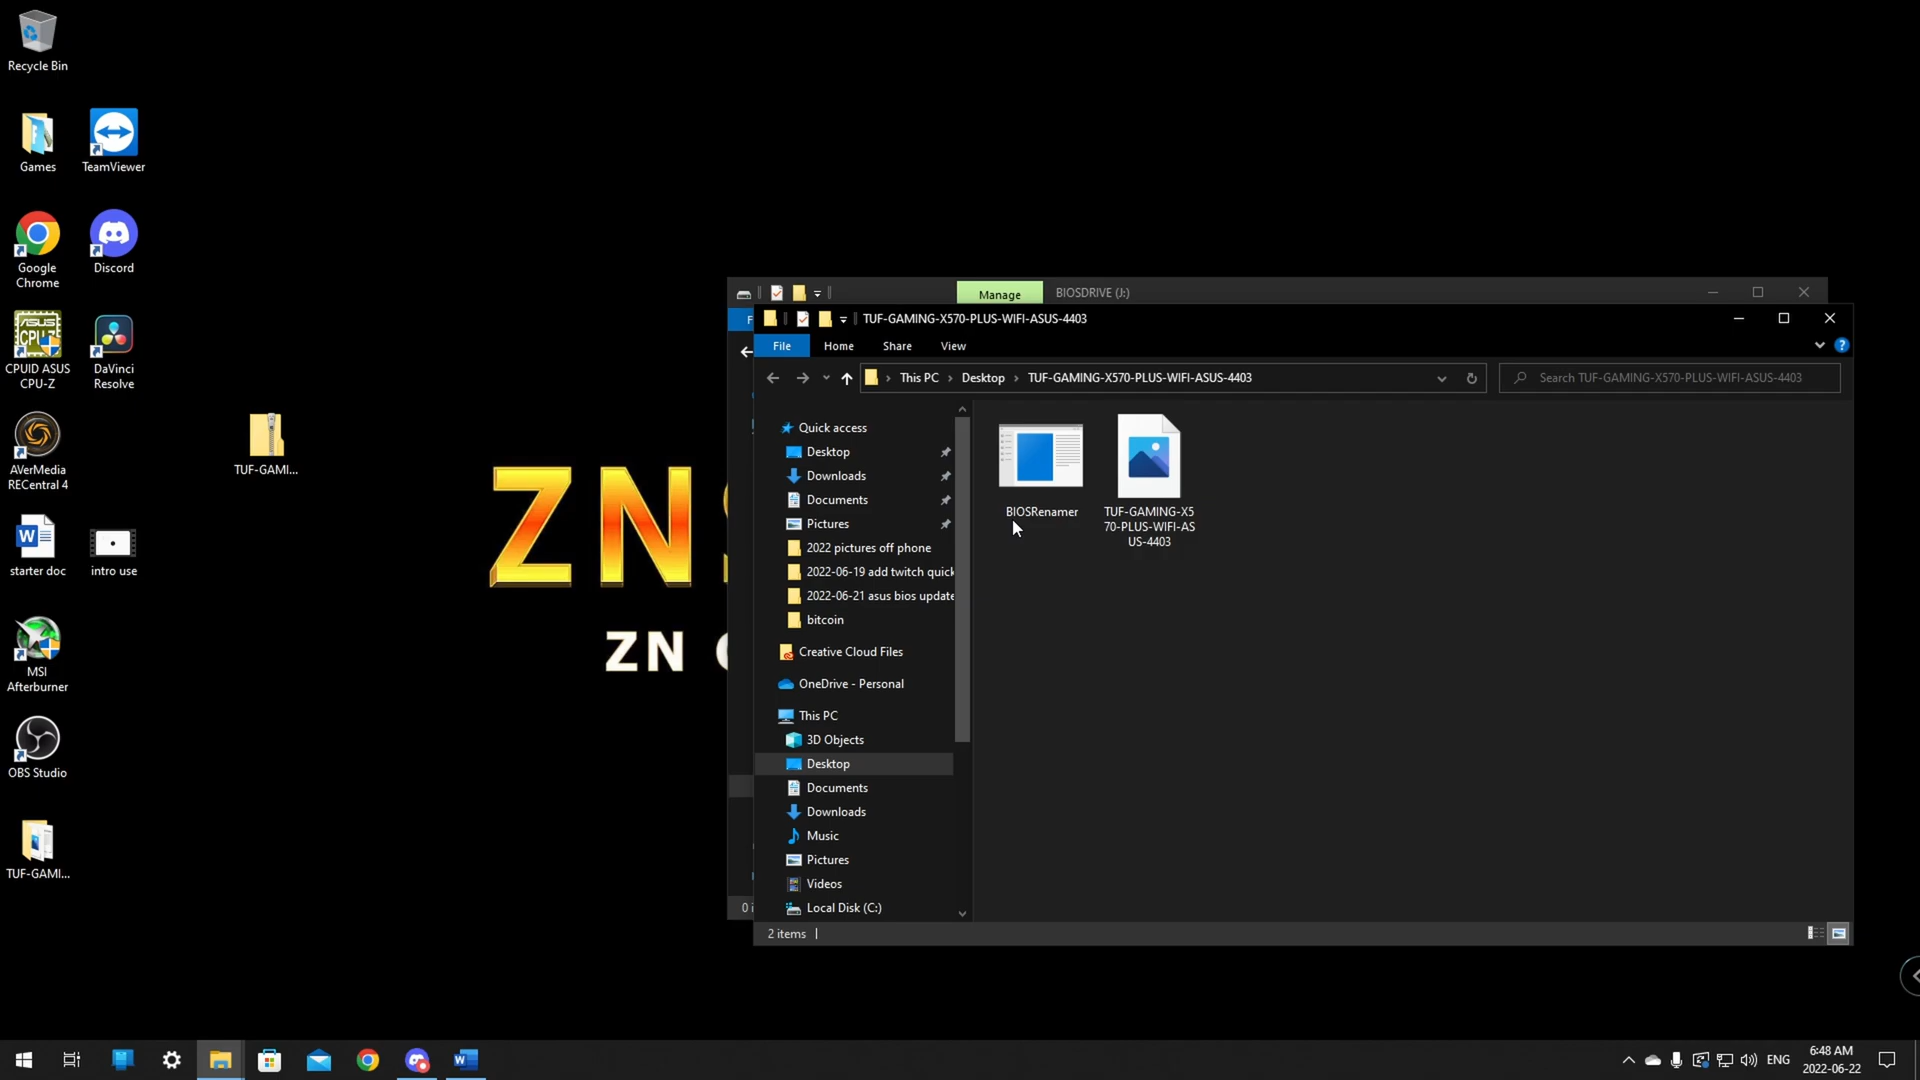 Recycle Bin
Games
TeamViewer
Google
Chrome
Discord
CPUID ASUS
CPU-Z
DaVinci
Resolve
AVerMedia
RECentral 4
starter doc
intro use
MSI
Afterburner
OBS Studio
TUF-GAMI...
TUF-GAMI...
ZN
ZN
Manage
BIOSDRIVE (J:)
TUF-GAMING-X570-PLUS-WIFI-ASUS-4403
File
Home
Share
View
This PC
Desktop
TUF-GAMING-X570-PLUS-WIFI-ASUS-4403
Search TUF-GAMING-X570-PLUS-WIFI-ASUS-4403
Quick access
Desktop
Downloads
Documents
Pictures
2022 pictures off phone
2022-06-19 add twitch quick
2022-06-21 asus bios update
bitcoin
Creative Cloud Files
OneDrive - Personal
This PC
3D Objects
Desktop
Documents
Downloads
Music
Pictures
Videos
Local Disk (C:)
BIOSRenamer
TUF-GAMING-X5
70-PLUS-WIFI-AS
US-4403
2 items
ENG
6:48 AM
2022-06-22